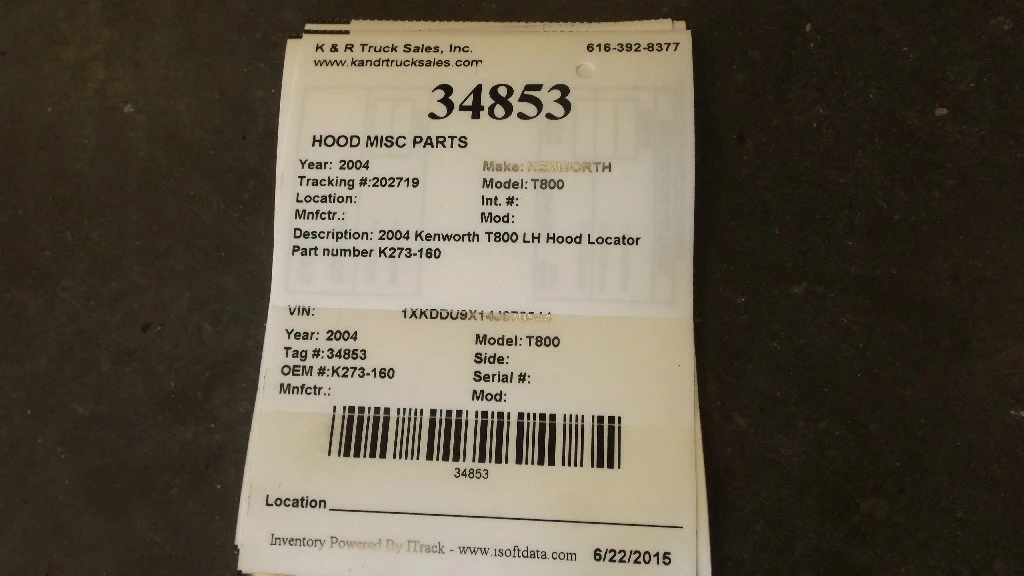 K & R Truck Sales, Inc. 616-392-8377
www.kandrtrucksales.com
34853
HOOD MISC PARTS
Year: 2004 Make: KENWORTH
Tracking #:202719 Model: T800
Location: Int. #:
Mnfctr.: Mod:
Description: 2004 Kenworth T800 LH Hood Locator
Part number K273-160
VIN:
Year: 2004 Model: T800
Tag #:34853 Side:
OEM #:K273-160 Serial #:
Mnfctr.: Mod:
34853
Location
Inventory Powered By ITrack - www.isoftdata.com 6/22/2015